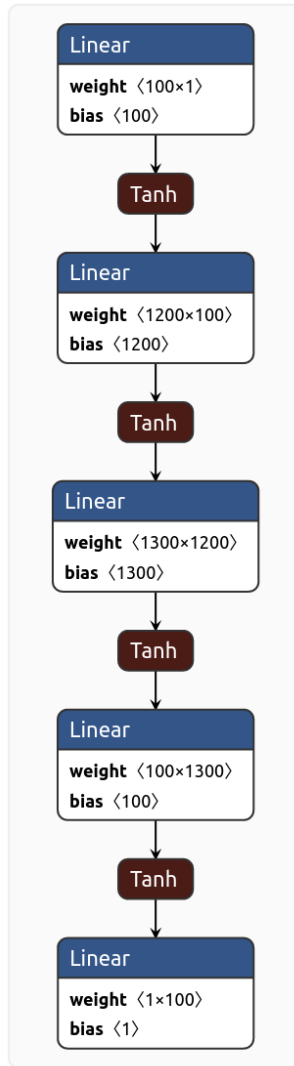 Linear
weight〈100×1〉
bias〈100〉
Tanh
Linear
weight〈1200×100〉
bias〈1200〉
Tanh
Linear
weight〈1300×1200〉
bias〈1300〉
Tanh
Linear
weight〈100×1300〉
bias〈100〉
Tanh
Linear
weight〈1×100〉
bias〈1〉